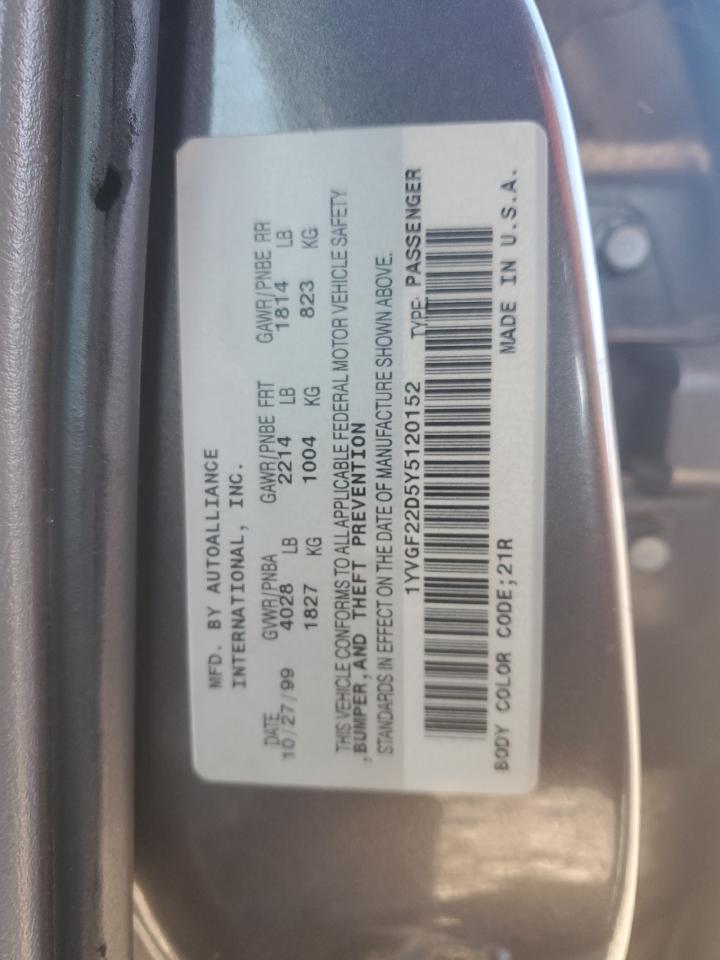 MFD. BY AUTOALLIANCE
INTERNATIONAL, INC.
DATE GVWR/PNBA GAWR/PNBE FRT GAWR/PNBE RR
10/27/99 4028 LB 2214 LB 1814 LB
1827 KG 1004 KG 823 KG
THIS VEHICLE CONFORMS TO ALL APPLICABLE FEDERAL MOTOR VEHICLE SAFETY
,BUMPER,AND THEFT PREVENTION
STANDARDS IN EFFECT ON THE DATE OF MANUFACTURE SHOWN ABOVE.
1YVGF22D5Y5120152 TYPE: PASSENGER
BODY COLOR CODE;21R MADE IN U.S.A.